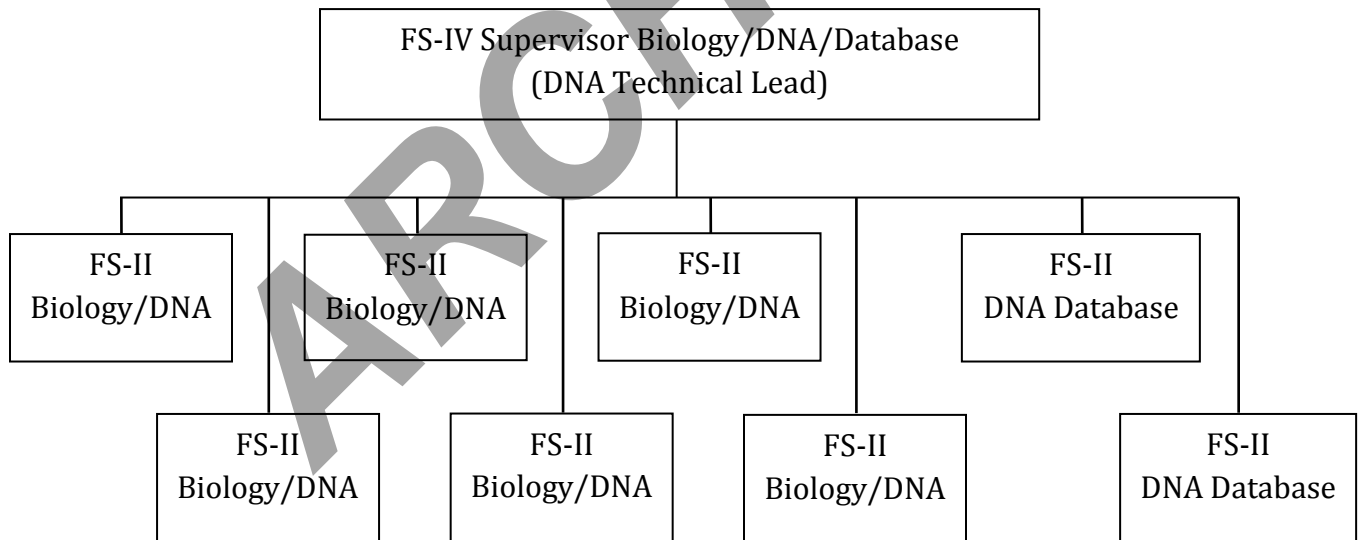 FS-IV Supervisor Biology/DNA/Database
(DNA Technical Lead)
FS-II
Biology/DNA
FS-II
Biology/DNA
FS-II
Biology/DNA
FS-II
DNA Database
FS-II
Biology/DNA
FS-II
Biology/DNA
FS-II
Biology/DNA
FS-II
DNA Database
ARCH